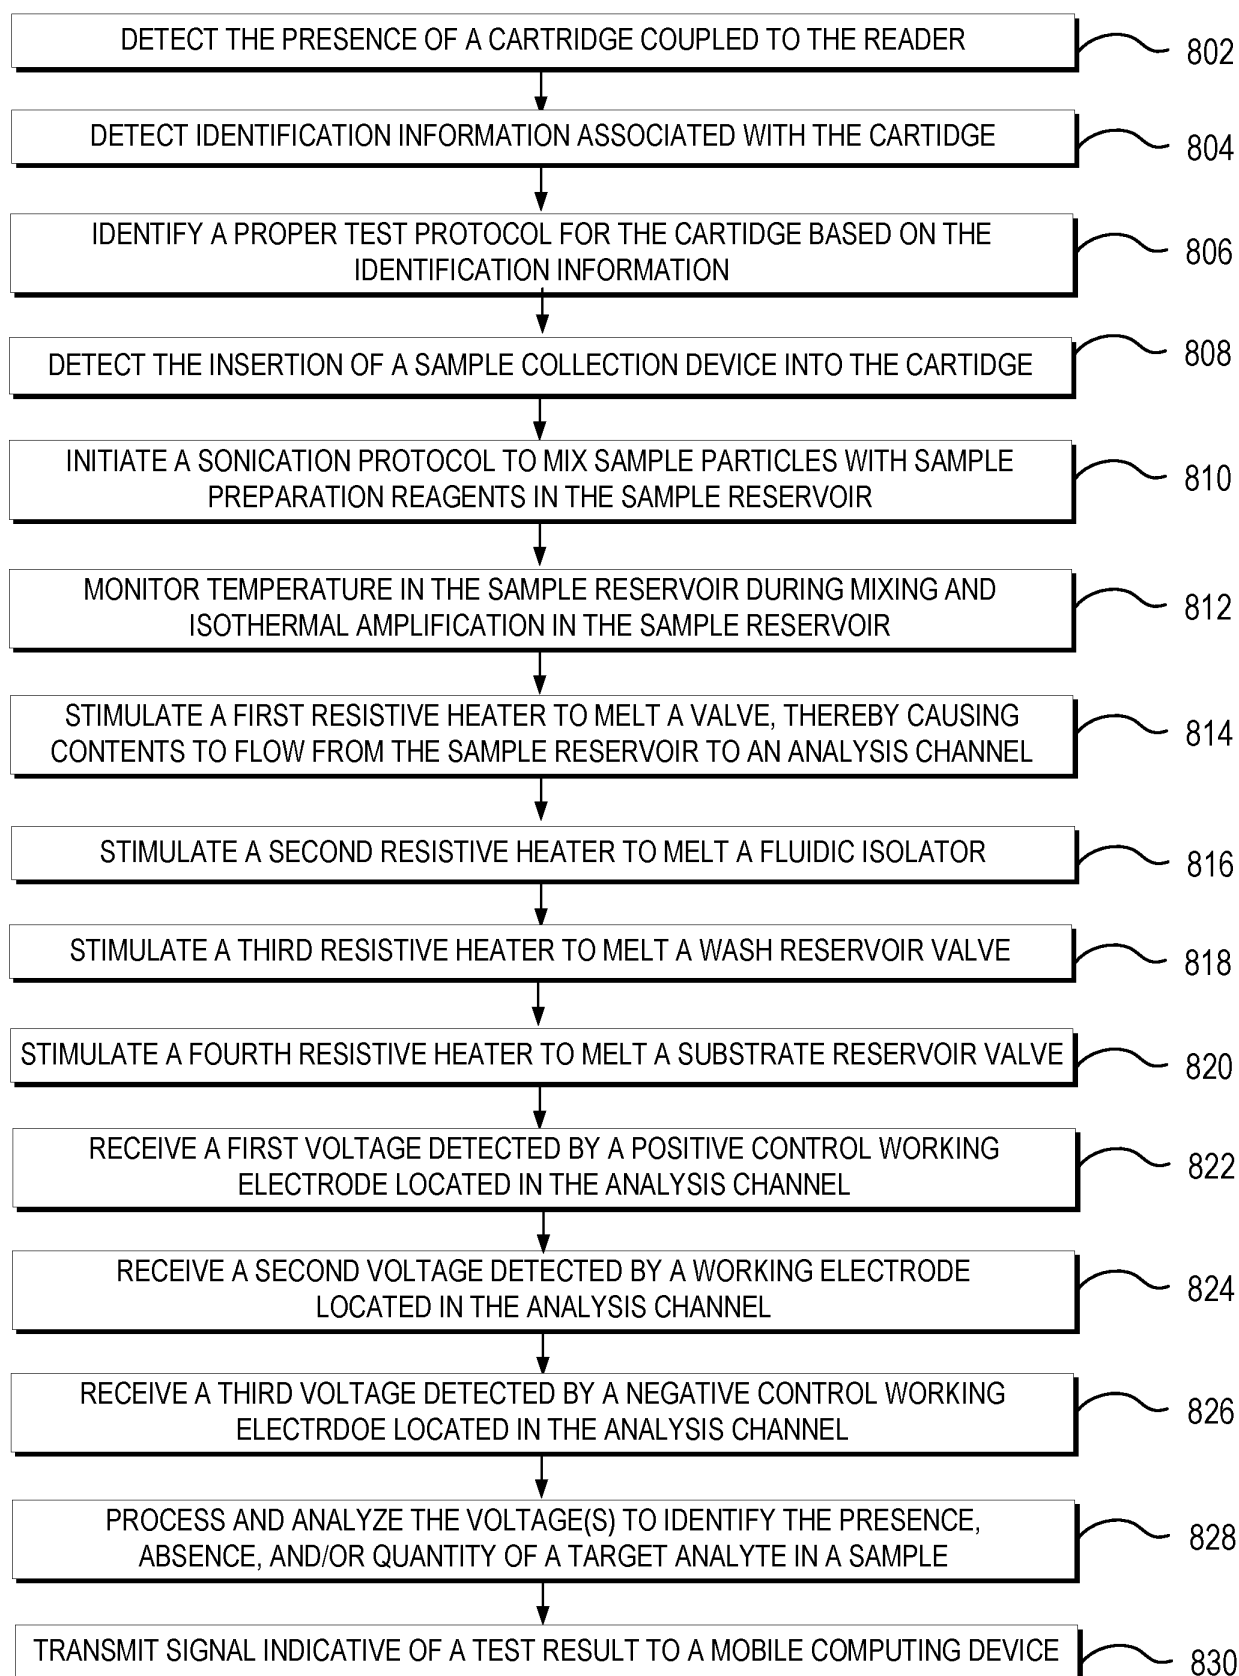 DETECT THE PRESENCE OF A CARTRIDGE COUPLED TO THE READER
802
DETECT IDENTIFICATION INFORMATION ASSOCIATED WITH THE CARTIDGE
804
IDENTIFY A PROPER TEST PROTOCOL FOR THE CARTIDGE BASED ON THE
IDENTIFICATION INFORMATION
806
DETECT THE INSERTION OF A SAMPLE COLLECTION DEVICE INTO THE CARTIDGE
808
INITIATE A SONICATION PROTOCOL TO MIX SAMPLE PARTICLES WITH SAMPLE
PREPARATION REAGENTS IN THE SAMPLE RESERVOIR
810
MONITOR TEMPERATURE IN THE SAMPLE RESERVOIR DURING MIXING AND
ISOTHERMAL AMPLIFICATION IN THE SAMPLE RESERVOIR
812
STIMULATE A FIRST RESISTIVE HEATER TO MELT A VALVE, THEREBY CAUSING
CONTENTS TO FLOW FROM THE SAMPLE RESERVOIR TO AN ANALYSIS CHANNEL
814
STIMULATE A SECOND RESISTIVE HEATER TO MELT A FLUIDIC ISOLATOR
816
STIMULATE A THIRD RESISTIVE HEATER TO MELT A WASH RESERVOIR VALVE
818
STIMULATE A FOURTH RESISTIVE HEATER TO MELT A SUBSTRATE RESERVOIR VALVE
820
RECEIVE A FIRST VOLTAGE DETECTED BY A POSITIVE CONTROL WORKING
ELECTRODE LOCATED IN THE ANALYSIS CHANNEL
822
RECEIVE A SECOND VOLTAGE DETECTED BY A WORKING ELECTRODE
LOCATED IN THE ANALYSIS CHANNEL
824
RECEIVE A THIRD VOLTAGE DETECTED BY A NEGATIVE CONTROL WORKING
ELECTRDOE LOCATED IN THE ANALYSIS CHANNEL
826
PROCESS AND ANALYZE THE VOLTAGE(S) TO IDENTIFY THE PRESENCE,
ABSENCE, AND/OR QUANTITY OF A TARGET ANALYTE IN A SAMPLE
828
TRANSMIT SIGNAL INDICATIVE OF A TEST RESULT TO A MOBILE COMPUTING DEVICE
830